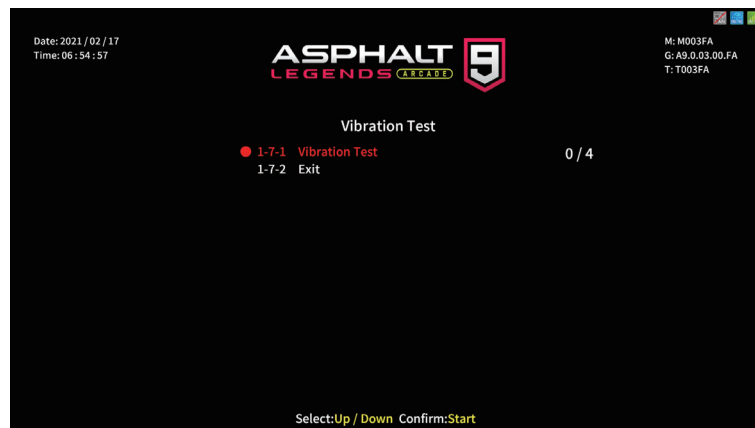 Date: 2021 / 02 / 17
Time: 06 : 54 : 57
ASPHALT 9
LEGENDS ARCADE
M: M003FA
G: A9.0.03.00.FA
T: T003FA
Vibration Test
1-7-1 Vibration Test 0 / 4
1-7-2 Exit
Select:Up / Down Confirm:Start